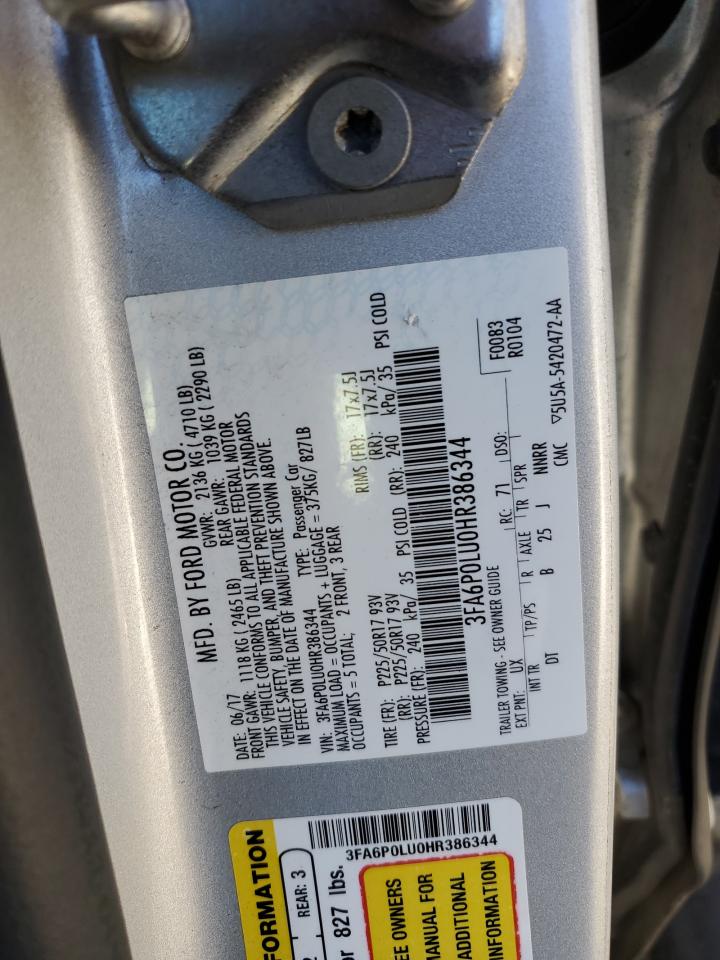 MFD. BY FORD MOTOR CO.
DATE: 06/17 GVWR: 2136 KG ( 4710 LB)
FRONT GAWR: 1118 KG ( 2465 LB) REAR GAWR: 1039 KG ( 2290 LB)
THIS VEHICLE CONFORMS TO ALL APPLICABLE FEDERAL MOTOR
VEHICLE SAFETY, BUMPER, AND THEFT PREVENTION STANDARDS
IN EFFECT ON THE DATE OF MANUFACTURE SHOWN ABOVE.
VIN: 3FA6P0LU0HR386344 TYPE: Passenger Car
MAXIMUM LOAD = OCCUPANTS + LUGGAGE = 375KG/ 827LB
OCCUPANTS = 5 TOTAL; 2 FRONT, 3 REAR
TIRE (FR): P225/50R17 93V RIMS (FR): 17x7.5J
(RR): P225/50R17 93V (RR): 17x7.5J
PRESSURE (FR): 240 kPa/ 35 PSI COLD (RR): 240 kPa/ 35 PSI COLD
3FA6P0LU0HR386344
F0083
R0104
TRAILER TOWING - SEE OWNER GUIDE
EXT PNT: UX RC: 71 DSO:
INT TR TP/PS R AXLE TR SPR
DT B 25 J NNRR
CMC ▽5U5A-5420472-AA
FORMATION
REAR: 3
or 827 lbs.
3FA6P0LU0HR386344
EE OWNERS
MANUAL FOR
ADDITIONAL
INFORMATION